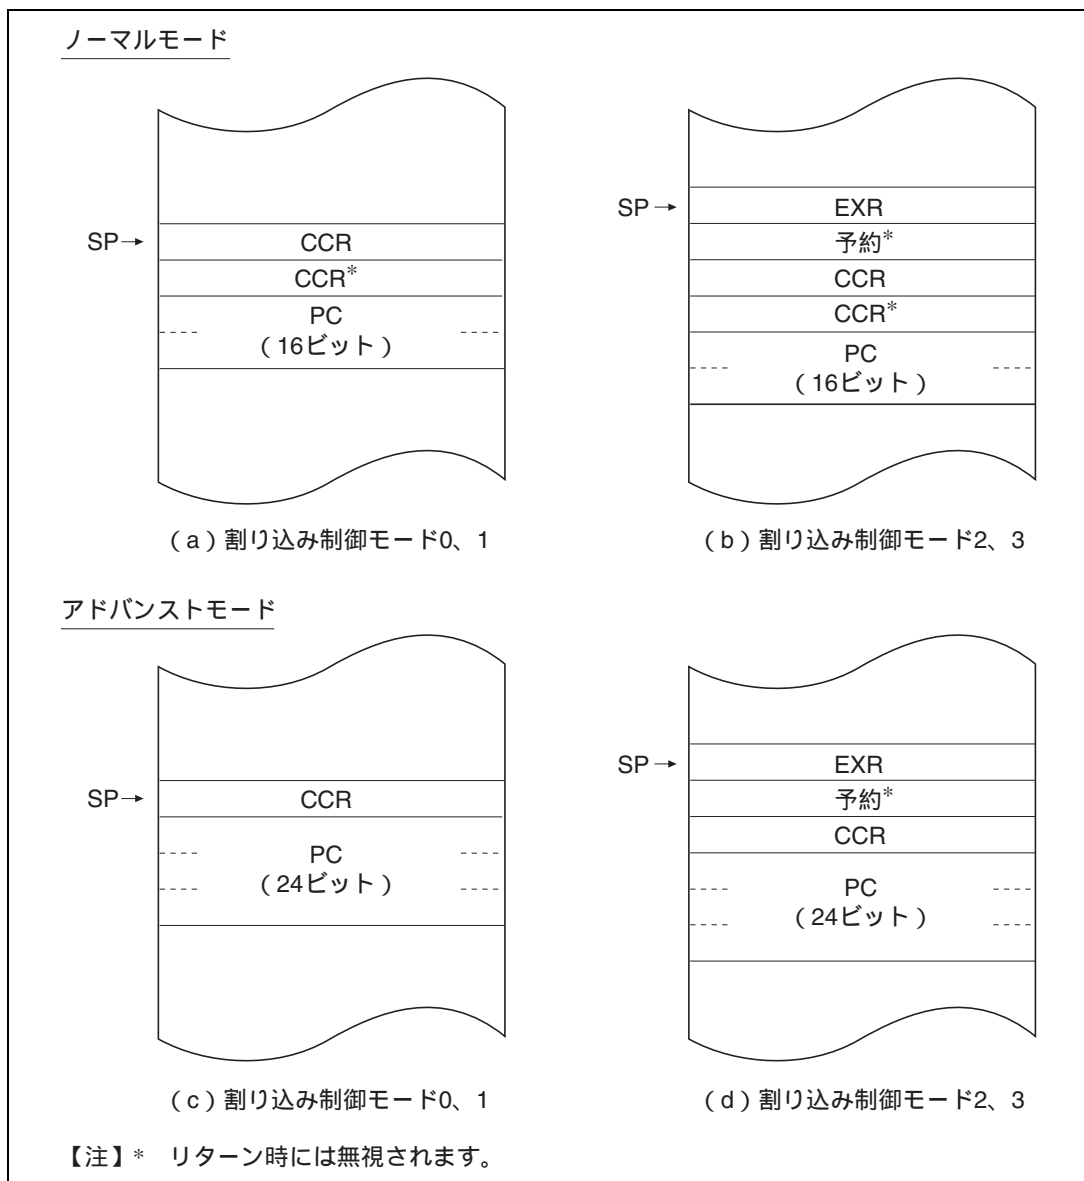 ノーマルモード
SP→
CCR
CCR*
PC
（16ビット）
（a）割り込み制御モード0、1
SP→
EXR
予約*
CCR
CCR*
PC
（16ビット）
（b）割り込み制御モード2、3
アドバンストモード
SP→
CCR
PC
（24ビット）
（c）割り込み制御モード0、1
SP→
EXR
予約*
CCR
PC
（24ビット）
（d）割り込み制御モード2、3
【注】*　リターン時には無視されます。